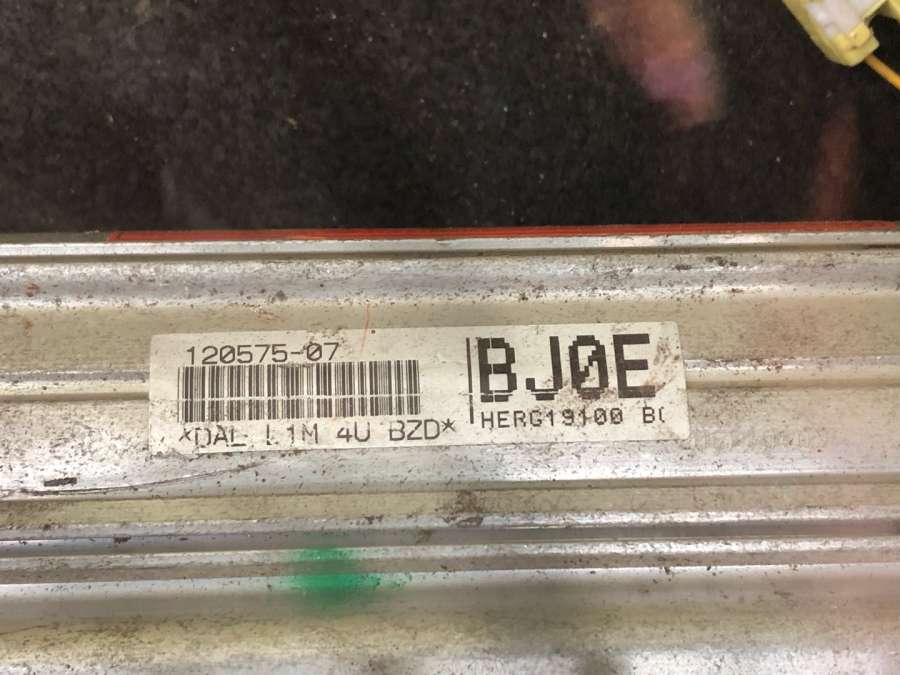 120575-07
*DAL L1M 4U BZD*
BJ0E
HERG19100